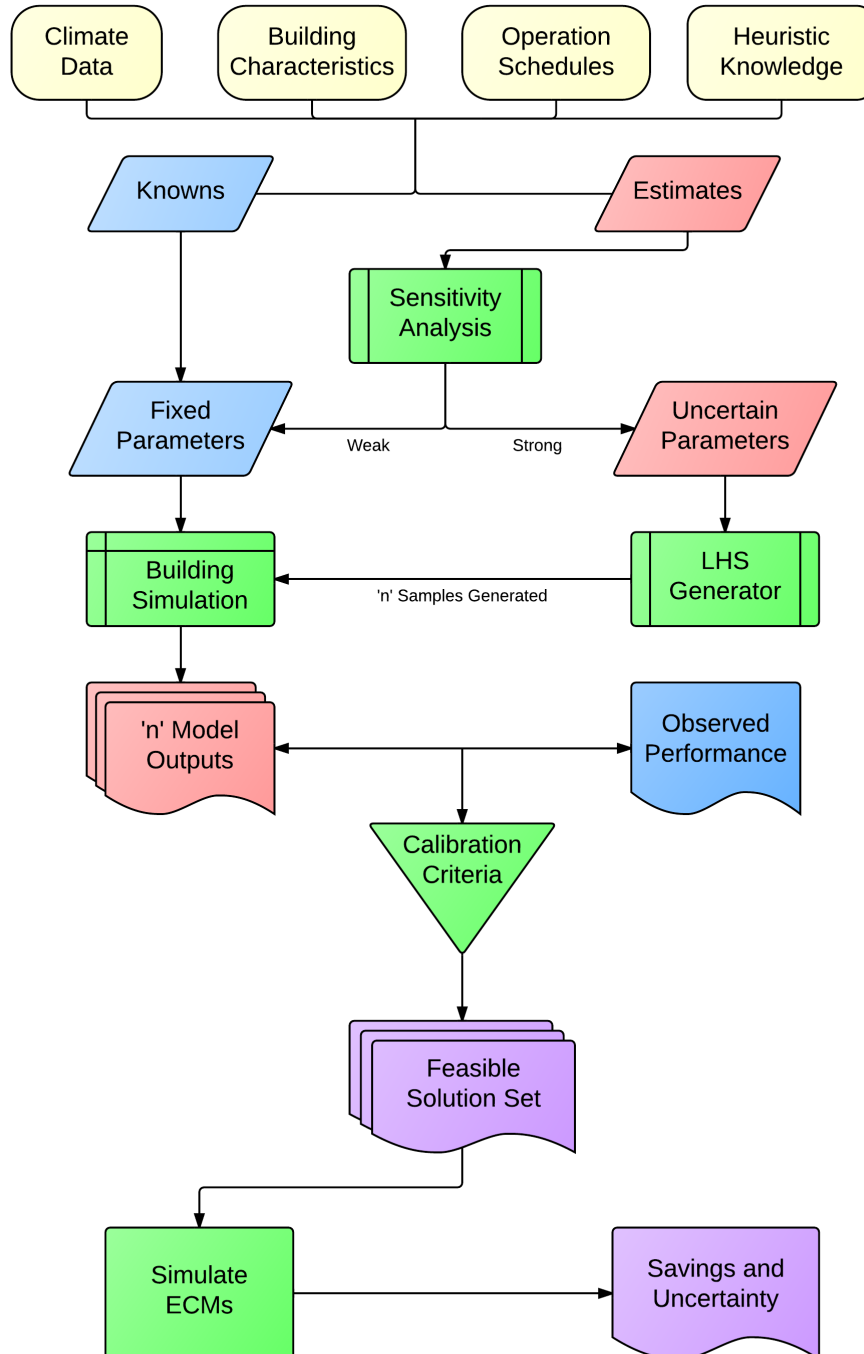 Climate
Data
Building
Characteristics
Operation
Schedules
Heuristic
Knowledge
Knowns
Estimates
Sensitivity
Analysis
Fixed
Parameters
Weak
Strong
Uncertain
Parameters
Building
Simulation
'n' Samples Generated
LHS
Generator
'n' Model
Outputs
Observed
Performance
Calibration
Criteria
Feasible
Solution Set
Simulate
ECMs
Savings and
Uncertainty